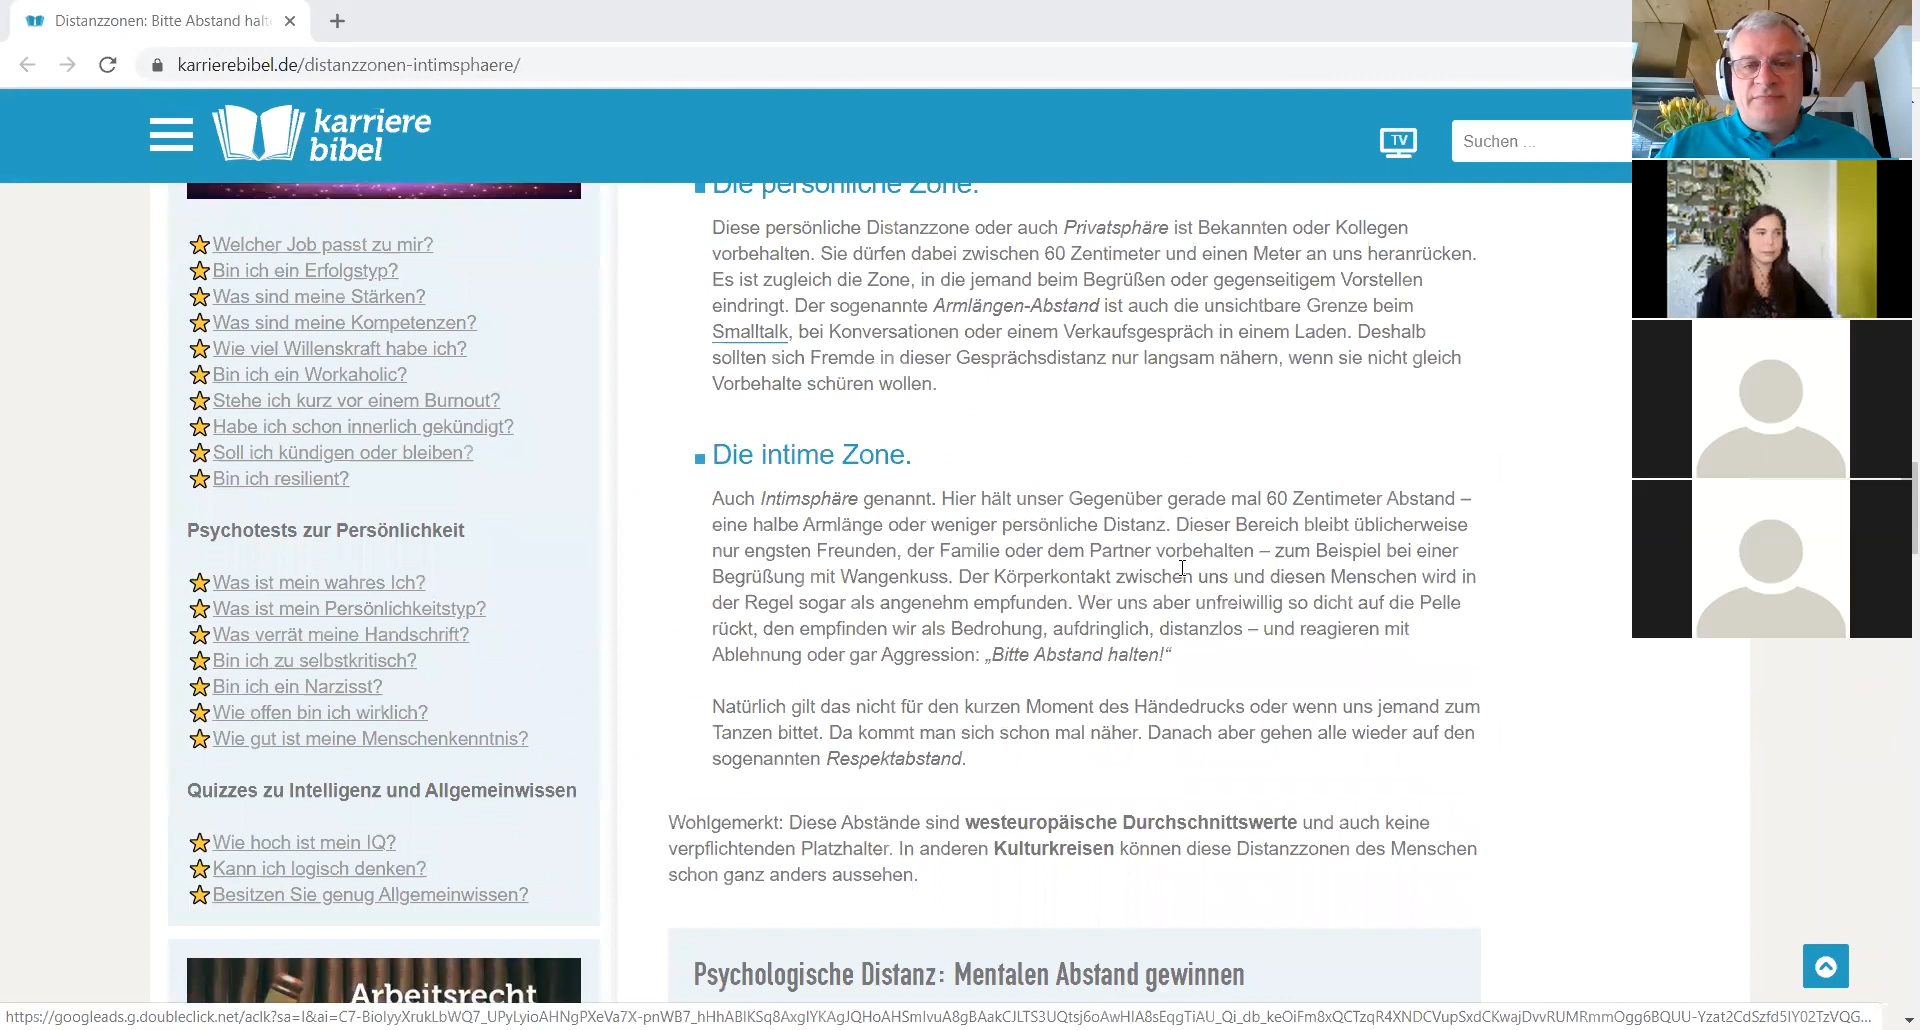 Distanzzonen: Bitte Abstand halt
karrierebibel.de/distanzzonen-intimsphaere/
karriere
bibel
TV
Suchen ...
Welcher Job passt zu mir?
Bin ich ein Erfolgstyp?
Was sind meine Stärken?
Was sind meine Kompetenzen?
Wie viel Willenskraft habe ich?
Bin ich ein Workaholic?
Stehe ich kurz vor einem Burnout?
Habe ich schon innerlich gekündigt?
Soll ich kündigen oder bleiben?
Bin ich resilient?
Psychotests zur Persönlichkeit
Was ist mein wahres Ich?
Was ist mein Persönlichkeitstyp?
Was verrät meine Handschrift?
Bin ich zu selbstkritisch?
Bin ich ein Narzisst?
Wie offen bin ich wirklich?
Wie gut ist meine Menschenkenntnis?
Quizzes zu Intelligenz und Allgemeinwissen
Wie hoch ist mein IQ?
Kann ich logisch denken?
Besitzen Sie genug Allgemeinwissen?
Arbeitsrecht
Die persönliche Zone.
Diese persönliche Distanzzone oder auch Privatsphäre ist Bekannten oder Kollegen
vorbehalten. Sie dürfen dabei zwischen 60 Zentimeter und einen Meter an uns heranrücken.
Es ist zugleich die Zone, in die jemand beim Begrüßen oder gegenseitigem Vorstellen
eindringt. Der sogenannte Armlängen-Abstand ist auch die unsichtbare Grenze beim
Smalltalk, bei Konversationen oder einem Verkaufsgespräch in einem Laden. Deshalb
sollten sich Fremde in dieser Gesprächsdistanz nur langsam nähern, wenn sie nicht gleich
Vorbehalte schüren wollen.
Die intime Zone.
Auch Intimsphäre genannt. Hier hält unser Gegenüber gerade mal 60 Zentimeter Abstand –
eine halbe Armlänge oder weniger persönliche Distanz. Dieser Bereich bleibt üblicherweise
nur engsten Freunden, der Familie oder dem Partner vorbehalten – zum Beispiel bei einer
Begrüßung mit Wangenkuss. Der Körperkontakt zwischen uns und diesen Menschen wird in
der Regel sogar als angenehm empfunden. Wer uns aber unfreiwillig so dicht auf die Pelle
rückt, den empfinden wir als Bedrohung, aufdringlich, distanzlos – und reagieren mit
Ablehnung oder gar Aggression: „Bitte Abstand halten!“
Natürlich gilt das nicht für den kurzen Moment des Händedrucks oder wenn uns jemand zum
Tanzen bittet. Da kommt man sich schon mal näher. Danach aber gehen alle wieder auf den
sogenannten Respektabstand.
Wohlgemerkt: Diese Abstände sind westeuropäische Durchschnittswerte und auch keine
verpflichtenden Platzhalter. In anderen Kulturkreisen können diese Distanzzonen des Menschen
schon ganz anders aussehen.
Psychologische Distanz: Mentalen Abstand gewinnen